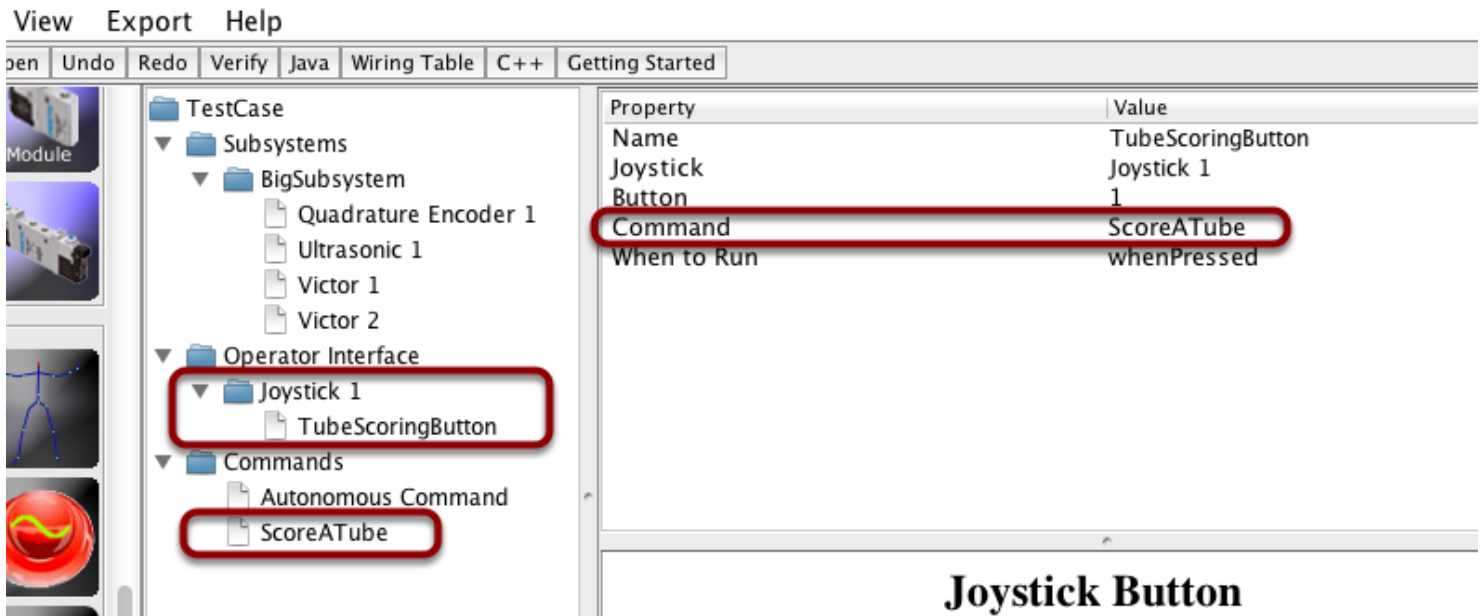 View Export Help
pen Undo Redo Verify Java Wiring Table C++ Getting Started
Module
TestCase
Subsystems
BigSubsystem
Quadrature Encoder 1
Ultrasonic 1
Victor 1
Victor 2
Operator Interface
Joystick 1
TubeScoringButton
Commands
Autonomous Command
ScoreATube
Property Value
Name TubeScoringButton
Joystick Joystick 1
Button 1
Command ScoreATube
When to Run whenPressed
Joystick Button